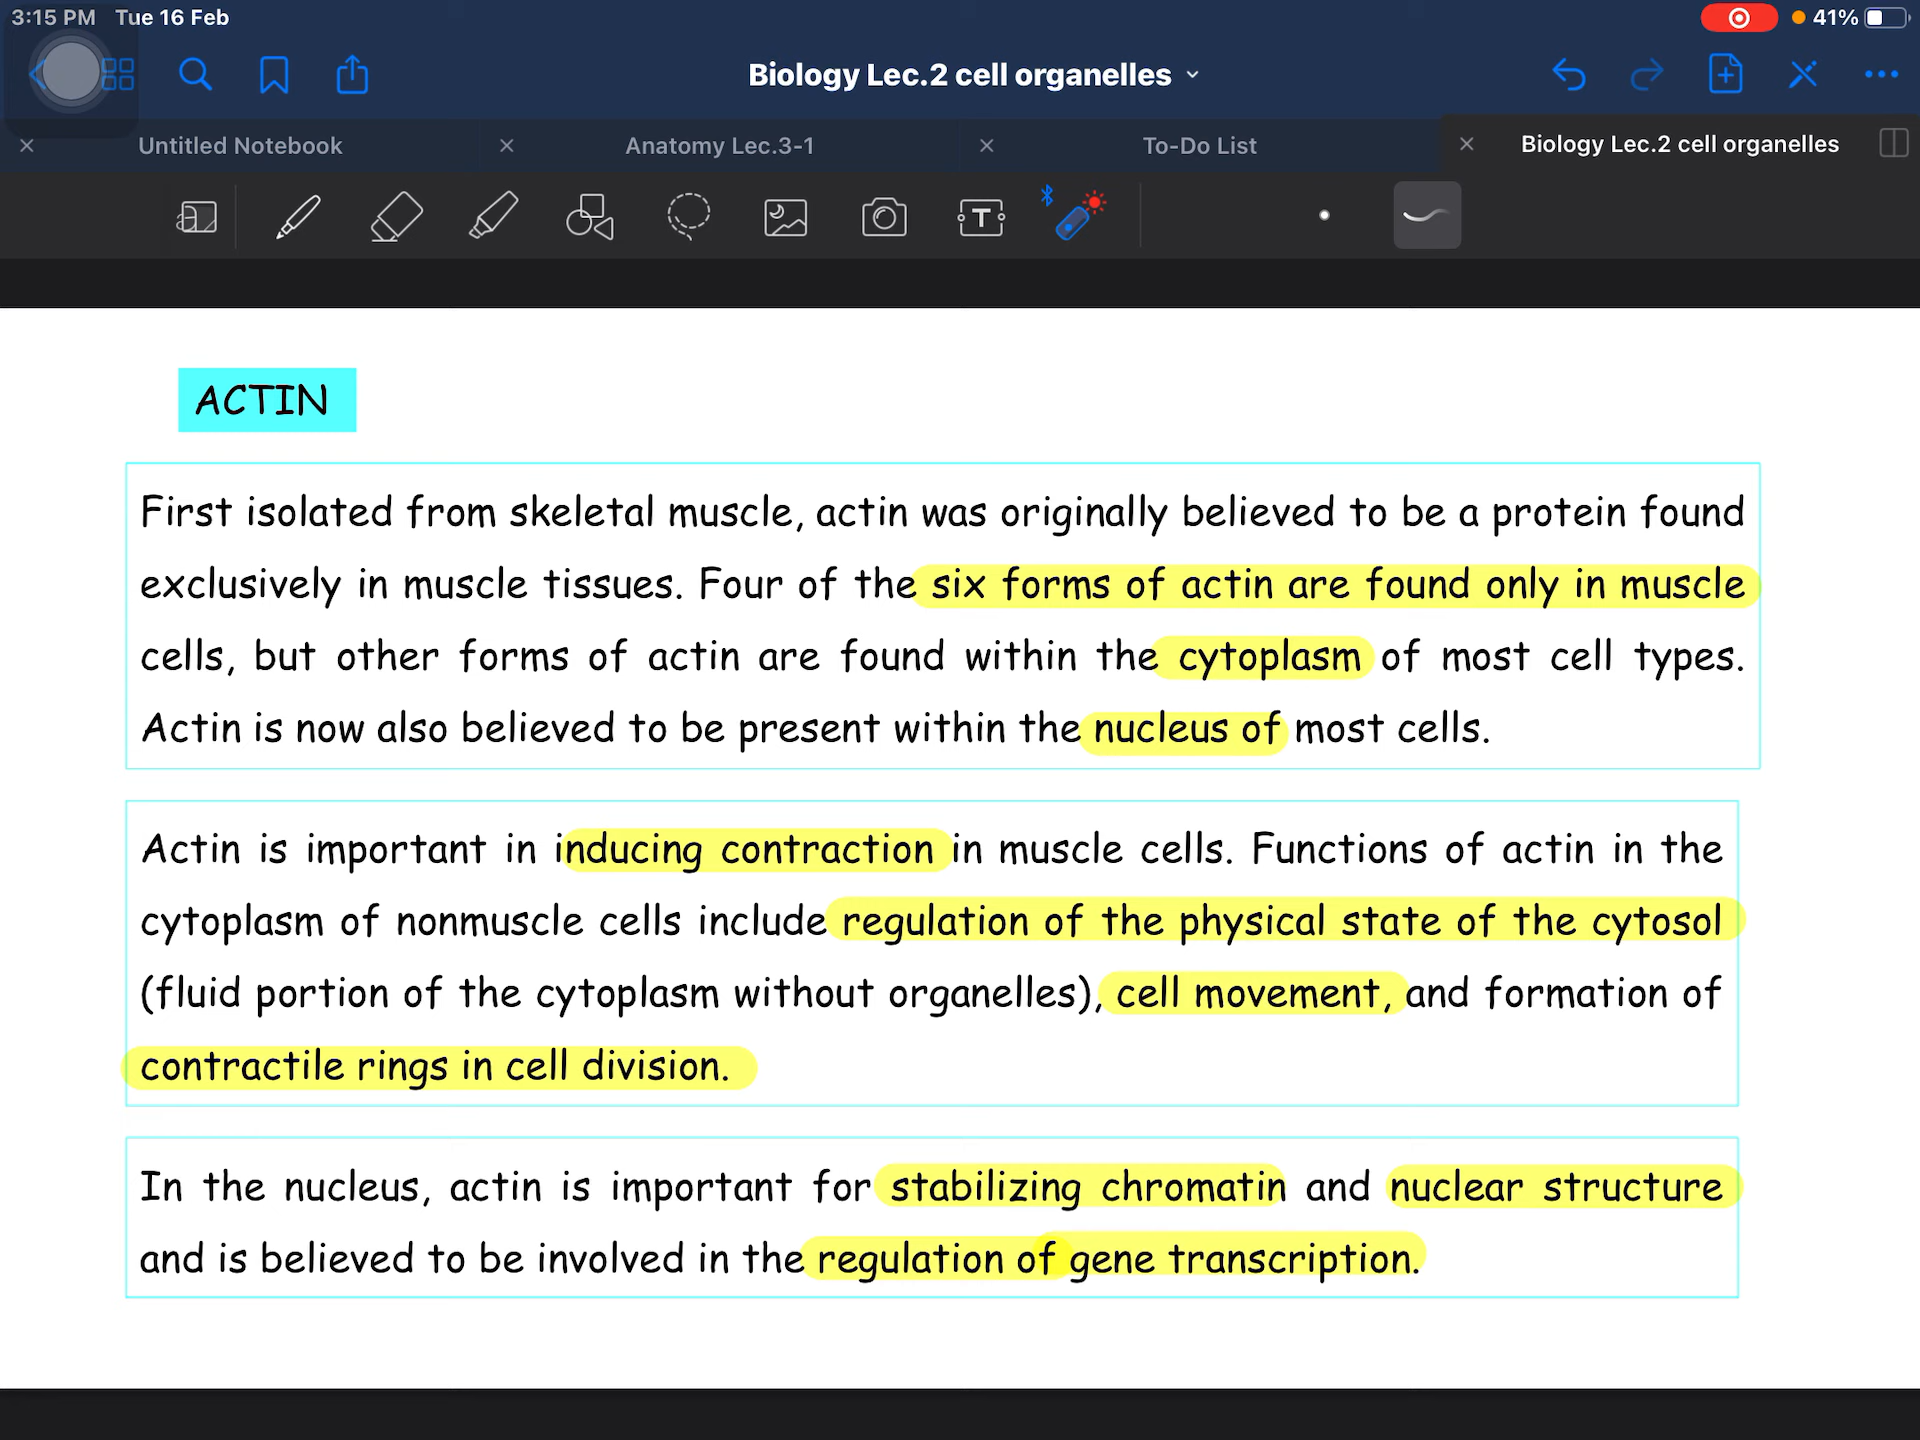 3:15 PM Tue 16 Feb
41%
Biology Lec.2 cell organelles
Untitled Notebook
Anatomy Lec.3-1
To-Do List
Biology Lec.2 cell organelles
a
T
ACTIN
First isolated from skeletal muscle, actin was originally believed to be a protein found
exclusively in muscle tissues. Four of the six forms of actin are found only in muscle
cells, but other forms of actin are found within the cytoplasm of most cell types.
Actin is now also believed to be present within the nucleus of most cells.
Actin is important in inducing contraction in muscle cells. Functions of actin in the
cytoplasm of nonmuscle cells include regulation of the physical state of the cytosol
(fluid portion of the cytoplasm without organelles), cell movement, and formation of
contractile rings in cell division.
In the nucleus, actin is important for stabilizing chromatin and nuclear structure
and is believed to be involved in the regulation of gene transcription.